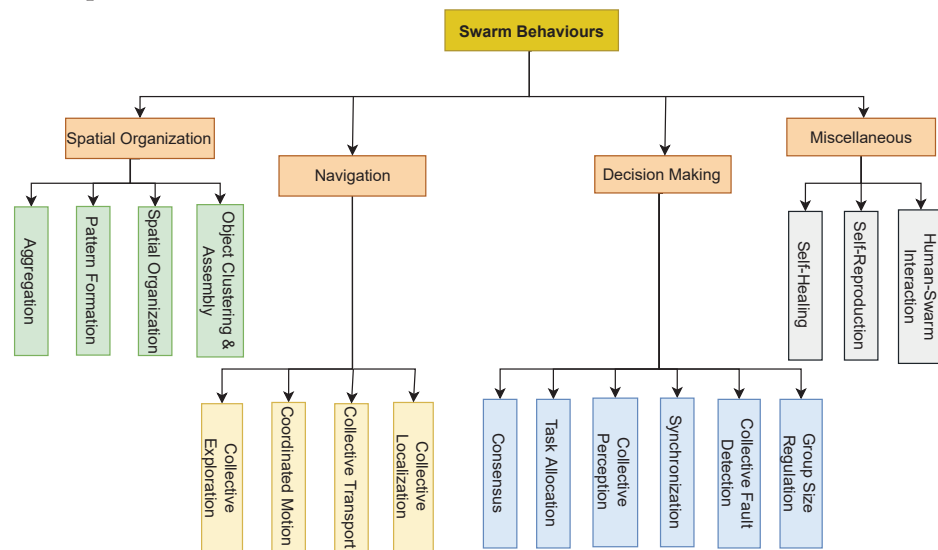 Swarm Behaviours
Spatial Organization
Miscellaneous
Navigation
Decision Making
Aggregation
Pattern Formation
Spatial Organization
Object Clustering &
Assembly
Self-Healing
Self-Reproduction
Human-Swarm
Interaction
Collective
Exploration
Coordinated Motion
Collective Transport
Collective
Localization
Consensus
Task Allocation
Collective
Perception
Synchronization
Collective Fault
Detection
Group Size
Regulation